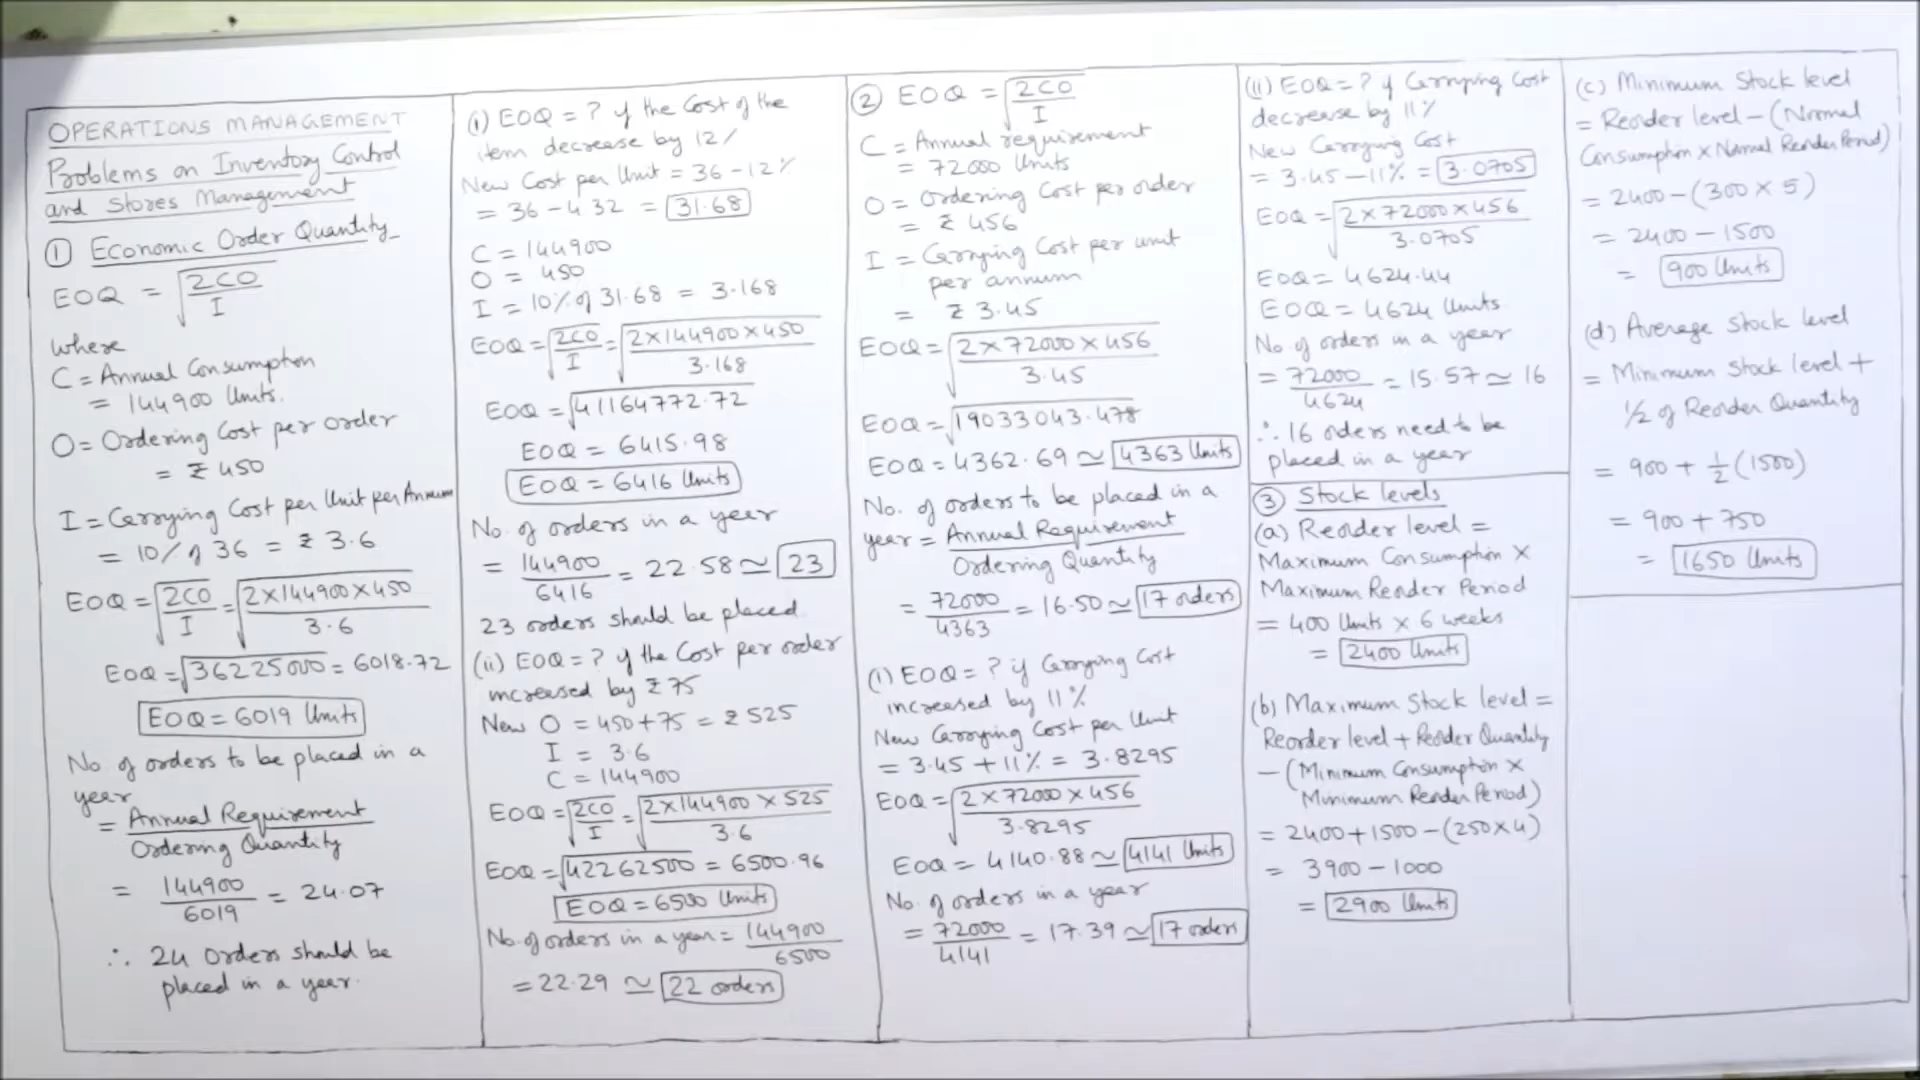 OPERATIONS MANAGEMENT
Problems on Inventory Control
and Stores Management
① Economic Order Quantity
EOQ = √2CO/I
where
C = Annual Consumption
= 144900 Units.
O = Ordering Cost per order
= ₹ 450
I = Carrying Cost per Unit per Annum
= 10% of 36 = ₹ 3.6
EOQ = √2CO/I = √2×144900×450/3.6
EOQ = √36225000 = 6018.72
EOQ = 6019 Units
No. of orders to be placed in a
year
= Annual Requirement/Ordering Quantity
= 144900/6019 = 24.07
∴ 24 orders should be
placed in a year.
(i) EOQ = ? if the Cost of the
item decrease by 12%
New Cost per Unit = 36 – 12%
= 36 – 4.32 = 31.68
C = 144900
O = 450
I = 10% of 31.68 = 3.168
EOQ = √2CO/I = √2×144900×450/3.168
EOQ = √41164772.72
EOQ = 6415.98
EOQ = 6416 Units
No. of orders in a year
= 144900/6416 = 22.58 ≃ 23
23 orders should be placed
(ii) EOQ = ? if the Cost per order
increased by ₹ 75
New O = 450+75 = ₹ 525
I = 3.6
C = 144900
EOQ = √2CO/I = √2×144900×525/3.6
EOQ = √42262500 = 6500.96
EOQ = 6500 Units
No. of orders in a year = 144900/6500
= 22.29 ≃ 22 orders
② EOQ = √2CO/I
C = Annual requirement
= 72000 Units
O = Ordering Cost per order
= ₹ 456
I = Carrying Cost per unit
per annum
= ₹ 3.45
EOQ = √2×72000×456/3.45
EOQ = √19033043.478
EOQ = 4362.69 ≃ 4363 Units
No. of orders to be placed in a
year = Annual Requirement/Ordering Quantity
= 72000/4363 = 16.50 ≃ 17 orders
(i) EOQ = ? if Carrying Cost
increased by 11%
New Carrying Cost per Unit
= 3.45 + 11% = 3.8295
EOQ = √2×72000×456/3.8295
EOQ = 4140.88 ≃ 4141 Units
No. of orders in a year
= 72000/4141 = 17.39 ≃ 17 orders
(ii) EOQ = ? if Carrying Cost
decrease by 11%
New Carrying Cost
= 3.45 – 11% = 3.0705
EOQ = √2×72000×456/3.0705
EOQ = 4624.44
EOQ = 4624 Units
No. of orders in a year
= 72000/4624 = 15.57 ≃ 16
∴ 16 orders need to be
placed in a year
③ Stock levels
(a) Reorder level =
Maximum Consumption ×
Maximum Reorder Period
= 400 Units × 6 weeks
= 2400 Units
(b) Maximum Stock level =
Reorder level + Reorder Quantity
– (Minimum Consumption ×
Minimum Reorder Period)
= 2400 + 1500 – (250×4)
= 3900 – 1000
= 2900 Units
(c) Minimum Stock level
= Reorder level – (Normal
Consumption × Normal Reorder Period)
= 2400 – (300 × 5)
= 2400 – 1500
= 900 Units
(d) Average Stock level
= Minimum Stock level +
1/2 of Reorder Quantity
= 900 + 1/2 (1500)
= 900 + 750
= 1650 Units